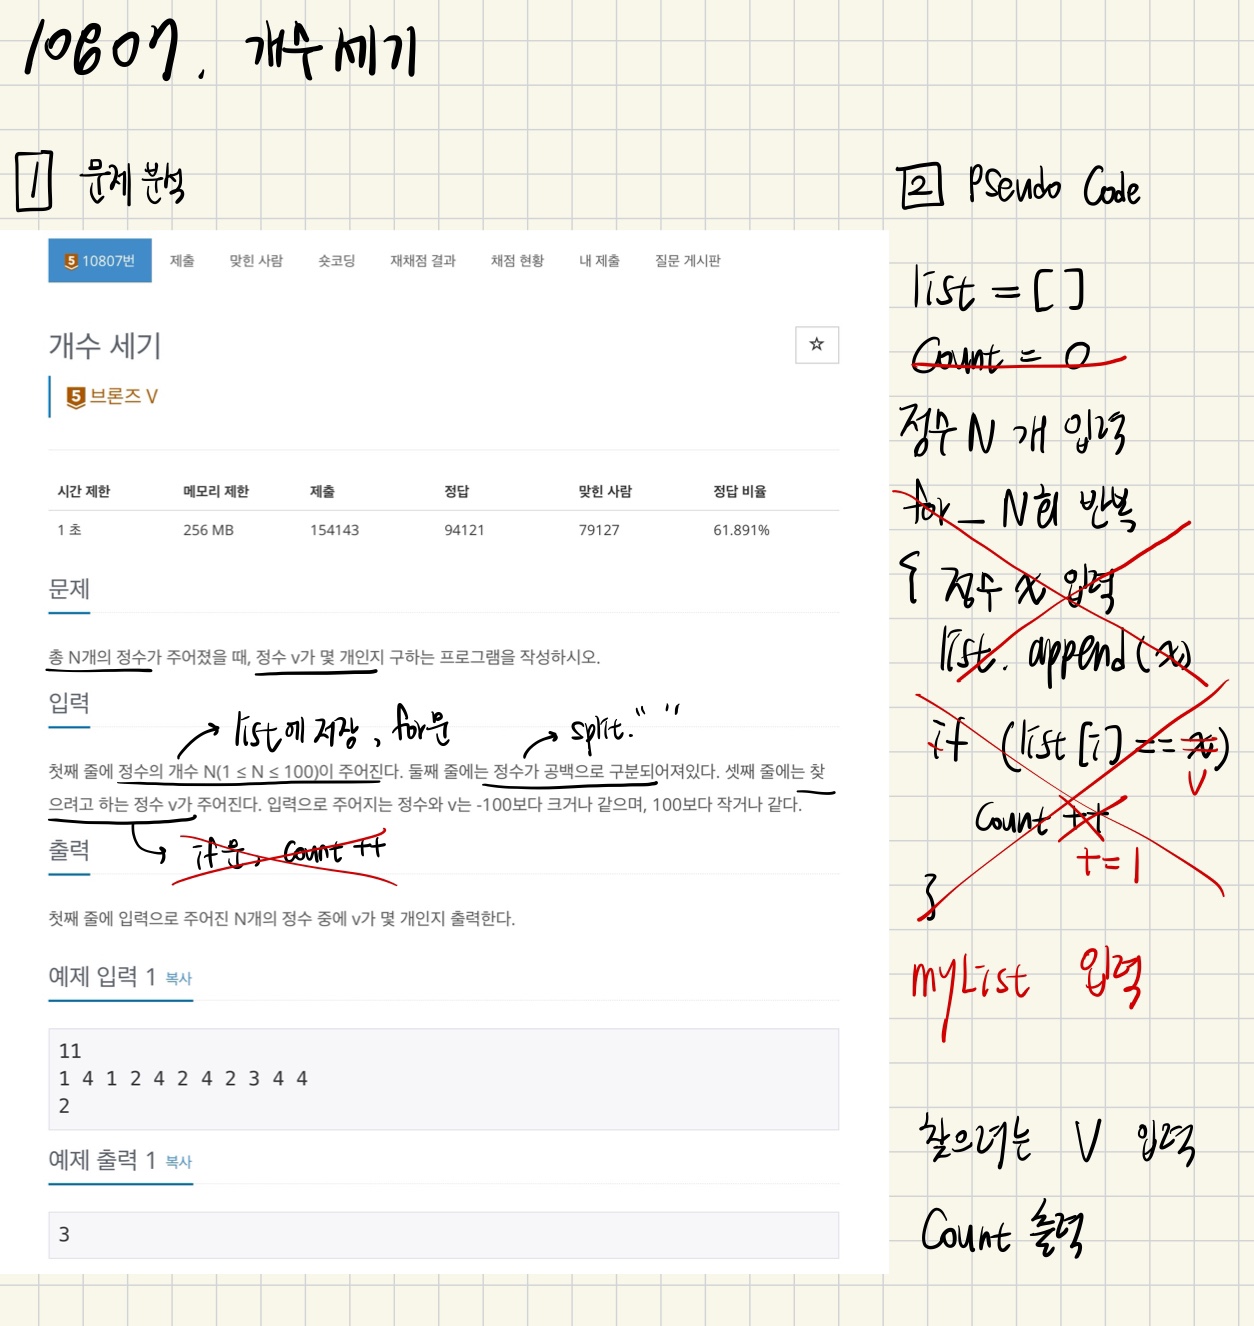 10807. 개수 세기
1 문제 분석
5 10807번 제출 맞힌 사람 숏코딩 재채점 결과 채점 현황 내 제출 질문 게시판
개수 세기
☆
5 브론즈 V
시간 제한 메모리 제한 제출 정답 맞힌 사람 정답 비율
1 초 256 MB 154143 94121 79127 61.891%
문제
총 N개의 정수가 주어졌을 때, 정수 v가 몇 개인지 구하는 프로그램을 작성하시오.
입력
list에 저장, for문 split." "
첫째 줄에 정수의 개수 N(1 ≤ N ≤ 100)이 주어진다. 둘째 줄에는 정수가 공백으로 구분되어져있다. 셋째 줄에는 찾
으려고 하는 정수 v가 주어진다. 입력으로 주어지는 정수와 v는 -100보다 크거나 같으며, 100보다 작거나 같다.
if문, Count ++
출력
첫째 줄에 입력으로 주어진 N개의 정수 중에 v가 몇 개인지 출력한다.
예제 입력 1 복사
11
1 4 1 2 4 2 4 2 3 4 4
2
예제 출력 1 복사
3
2 Pseudo Code
list = []
Count = 0
정수 N 개 입력
for _ N회 반복
{ 정수 x 입력
list. append(x)
if (list[i] == x)
V
Count ++
+=1
}
myList 입력
찾으려는 V 입력
Count 출력